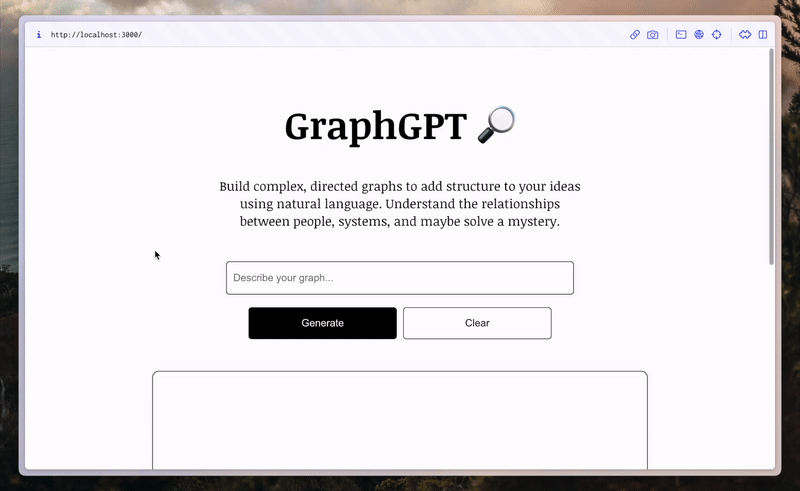 http://localhost:3000/
GraphGPT
Build complex, directed graphs to add structure to your ideas
using natural language. Understand the relationships
between people, systems, and maybe solve a mystery.
Describe your graph...
Generate
Clear